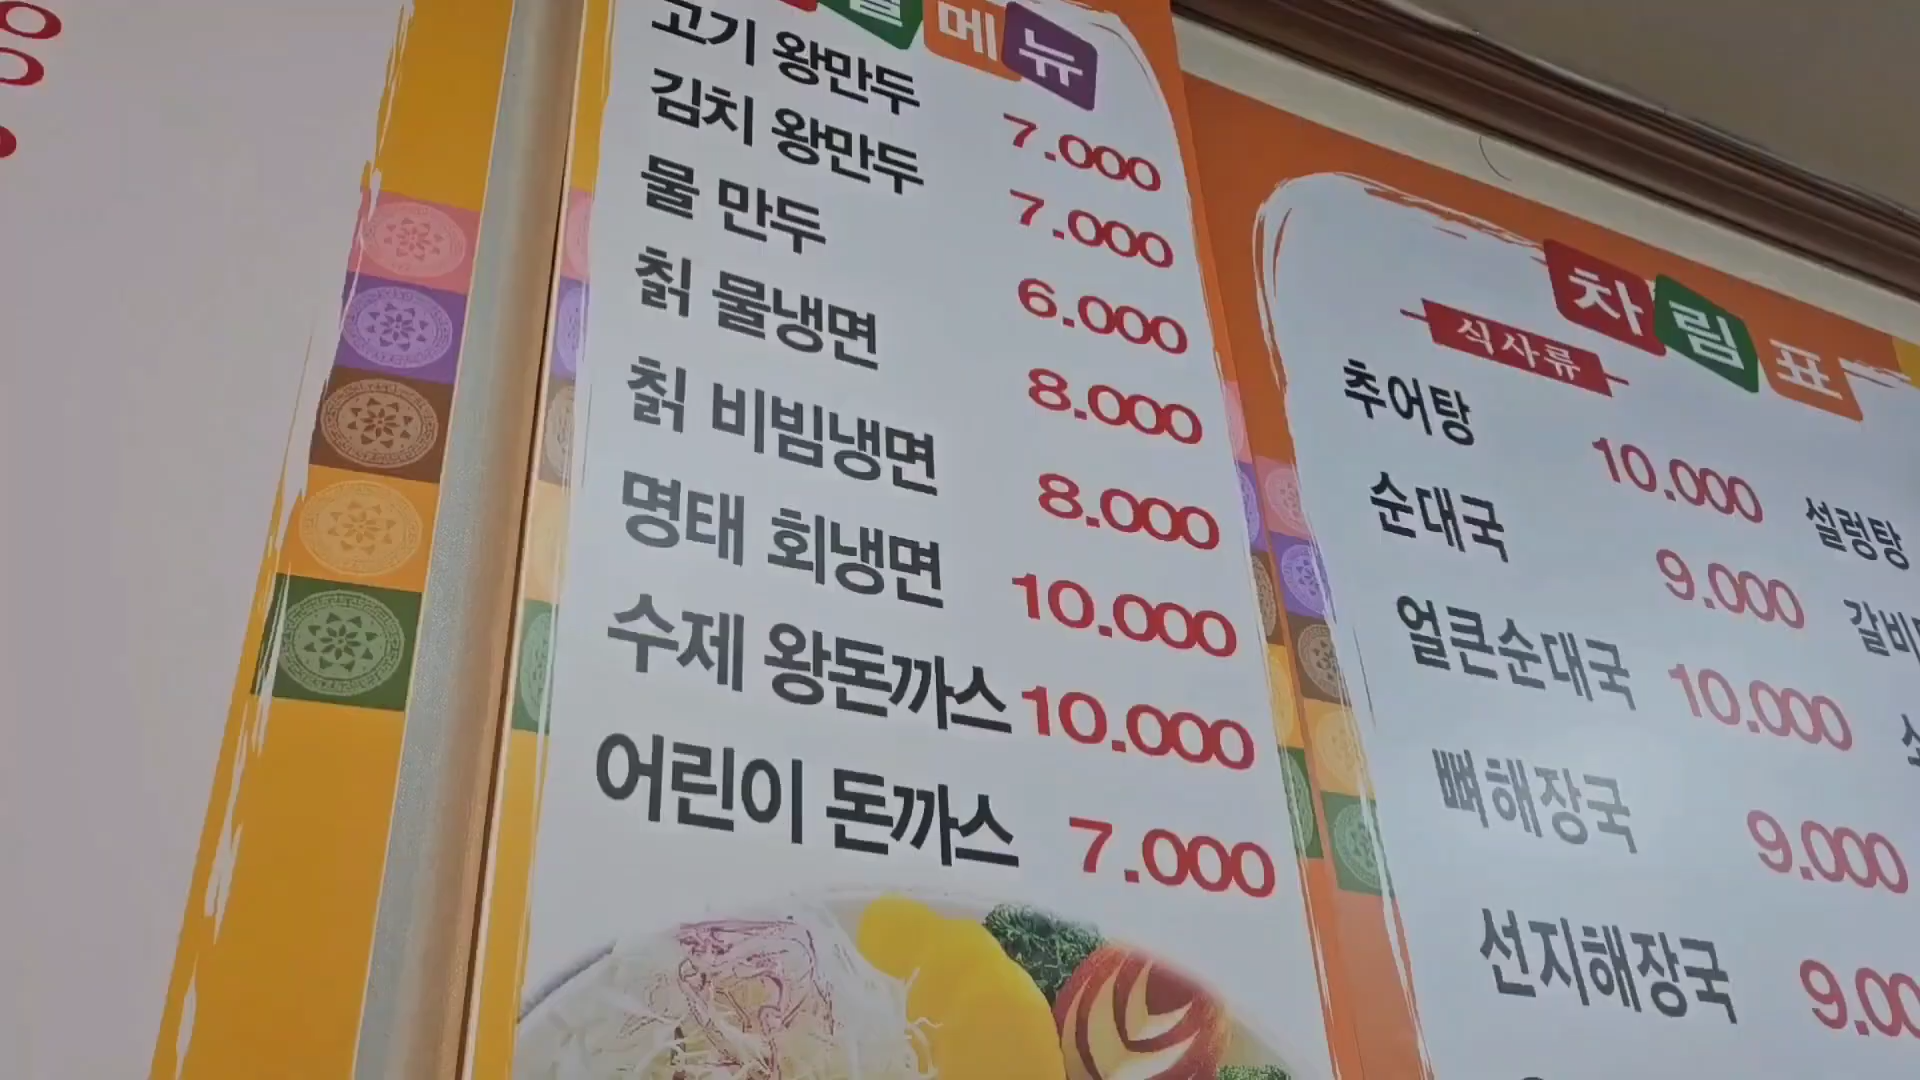 메뉴
고기 왕만두 7.000
김치 왕만두 7.000
물 만두 6.000
칡 물냉면 8.000
칡 비빔냉면 8.000
명태 회냉면 10.000
수제 왕돈까스 10.000
어린이 돈까스 7.000
차림표
식사류
추어탕 10.000 설렁탕
순대국 9.000
얼큰순대국 10.000
뼈해장국 9.000
선지해장국